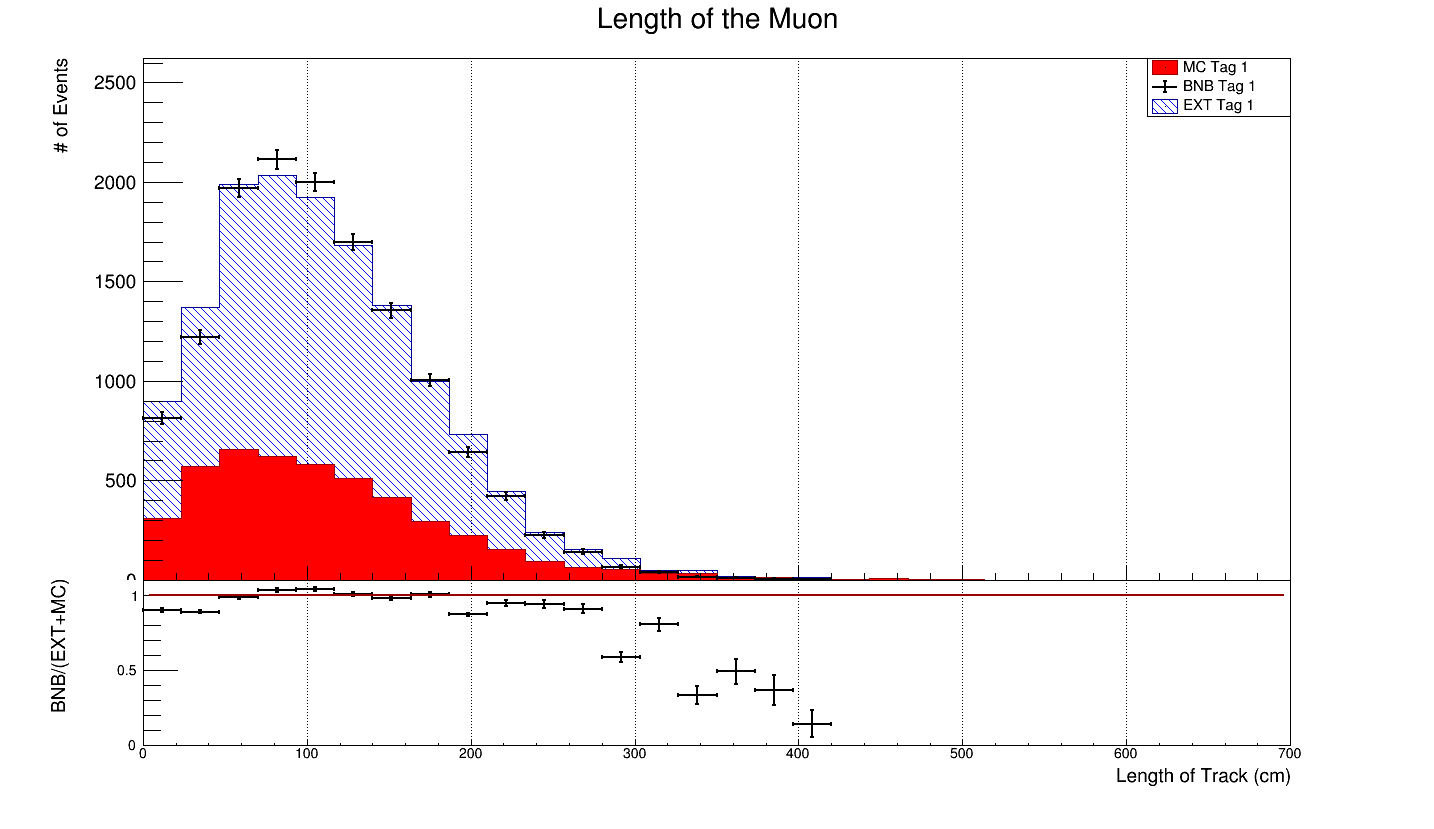 Length of the Muon
# of Events
2500
2000
1500
1000
500
0
MC Tag 1
BNB Tag 1
EXT Tag 1
BNB/(EXT+MC)
1
0.5
0
0 100 200 300 400 500 600 700
Length of Track (cm)